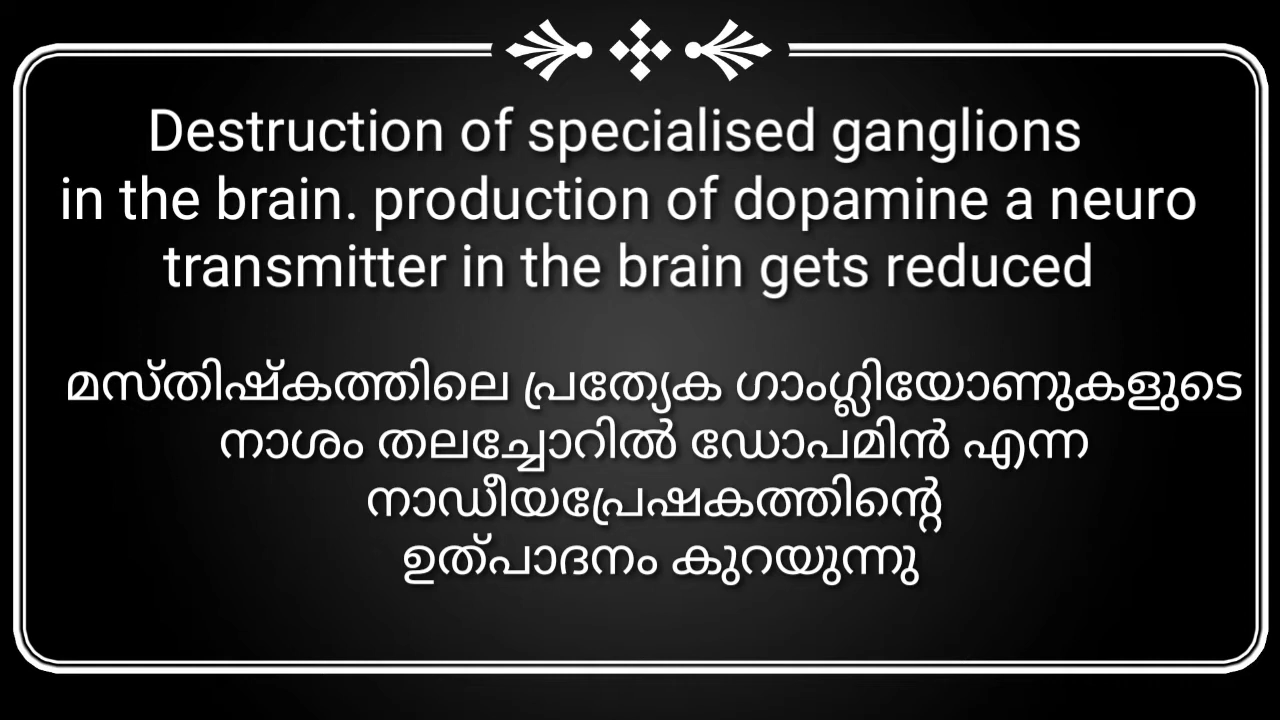 Destruction of specialised ganglions
in the brain. production of dopamine a neuro
transmitter in the brain gets reduced
മസ്തിഷ്കത്തിലെ പ്രത്യേക ഗാംഗ്ലിയോണുകളുടെ
നാശം തലച്ചോറിൽ ഡോപമിൻ എന്ന
നാഡീയപ്രേഷകത്തിന്റെ
ഉത്പാദനം കുറയുന്നു